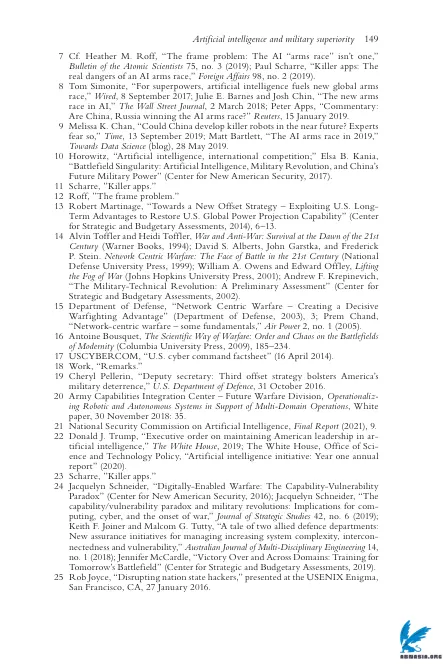 Artificial intelligence and military superiority 149
7 Cf. Heather M. Roff, “The frame problem: The AI “arms race” isn’t one,”
Bulletin of the Atomic Scientists 75, no. 3 (2019); Paul Scharre, “Killer apps: The
real dangers of an AI arms race,” Foreign Affairs 98, no. 2 (2019).
8 Tom Simonite, “For superpowers, artificial intelligence fuels new global arms
race,” Wired, 8 September 2017; Julie E. Barnes and Josh Chin, “The new arms
race in AI,” The Wall Street Journal, 2 March 2018; Peter Apps, “Commentary:
Are China, Russia winning the AI arms race?” Reuters, 15 January 2019.
9 Melissa K. Chan, “Could China develop killer robots in the near future? Experts
fear so,” Time, 13 September 2019; Matt Bartlett, “The AI arms race in 2019,”
Towards Data Science (blog), 28 May 2019.
10 Horowitz, “Artificial intelligence, international competition;” Elsa B. Kania,
“Battlefield Singularity: Artificial Intelligence, Military Revolution, and China’s
Future Military Power” (Center for New American Security, 2017).
11 Scharre, “Killer apps.”
12 Roff, “The frame problem.”
13 Robert Martinage, “Toward a New Offset Strategy – Exploiting U.S. Long-
Term Advantages to Restore U.S. Global Power Projection Capability” (Center
for Strategic and Budgetary Assessments, 2014), 6–13.
14 Alvin Toffler and Heidi Toffler, War and Anti-War: Survival at the Dawn of the 21st
Century (Warner Books, 1994); David S. Alberts, John Garstka, and Frederick
P. Stein. Network Centric Warfare: The Face of Battle in the 21st Century (National
Defense University Press, 1999); William A. Owens and Edward Offley, Lifting
the Fog of War (Johns Hopkins University Press, 2001); Andrew F. Krepinevich,
“The Military-Technical Revolution: A Preliminary Assessment” (Center for
Strategic and Budgetary Assessments, 2002).
15 Department of Defense, “Network Centric Warfare – Creating a Decisive
Warfighting Advantage” (Department of Defense, 2003), 3; Prem Chand,
“Network-centric warfare – some fundamentals,” Air Power 2, no. 1 (2005).
16 Antoine Bousquet, The Scientific Way of Warfare: Order and Chaos on the Battlefields
of Modernity (Columbia University Press, 2009), 185–234.
17 USCYBERCOM, “U.S. cyber command factsheet” (16 April 2014).
18 Work, “Remarks.”
19 Cheryl Pellerin, “Deputy secretary: Third offset strategy bolsters America’s
military deterrence,” U.S. Department of Defense, 31 October 2016.
20 Army Capabilities Integration Center – Future Warfare Division, Operationaliz-
ing Robotic and Autonomous Systems in Support of Multi-Domain Operations, White
paper, 30 November 2018: 35.
21 National Security Commission on Artificial Intelligence, Final Report (2021), 9.
22 Donald J. Trump, “Executive order on maintaining American leadership in ar-
tificial intelligence,” The White House, 2019; The White House, Office of Sci-
ence and Technology Policy, “Artificial intelligence initiative: Year one annual
report” (2020).
23 Scharre, “Killer apps.”
24 Jacquelyn Schneider, “Digitally-Enabled Warfare: The Capability-Vulnerability
Paradox” (Center for New American Security, 2016); Jacquelyn Schneider, “The
capability/vulnerability paradox and military revolutions: Implications for com-
puting, cyber, and the onset of war,” Journal of Strategic Studies 42, no. 6 (2019);
Keith F. Joiner and Malcom G. Tutty, “A tale of two allied defence departments:
New assurance initiatives for managing increasing system complexity, intercon-
nectedness and vulnerability,” Australian Journal of Multi-Disciplinary Engineering 14,
no. 1 (2018); Jennifer McCardle, “Victory Over and Across Domains: Training for
Tomorrow’s Battlefield” (Center for Strategic and Budgetary Assessments, 2019).
25 Rob Joyce, “Disrupting nation state hackers,” presented at the USENIX Enigma,
San Francisco, CA, 27 January 2016.